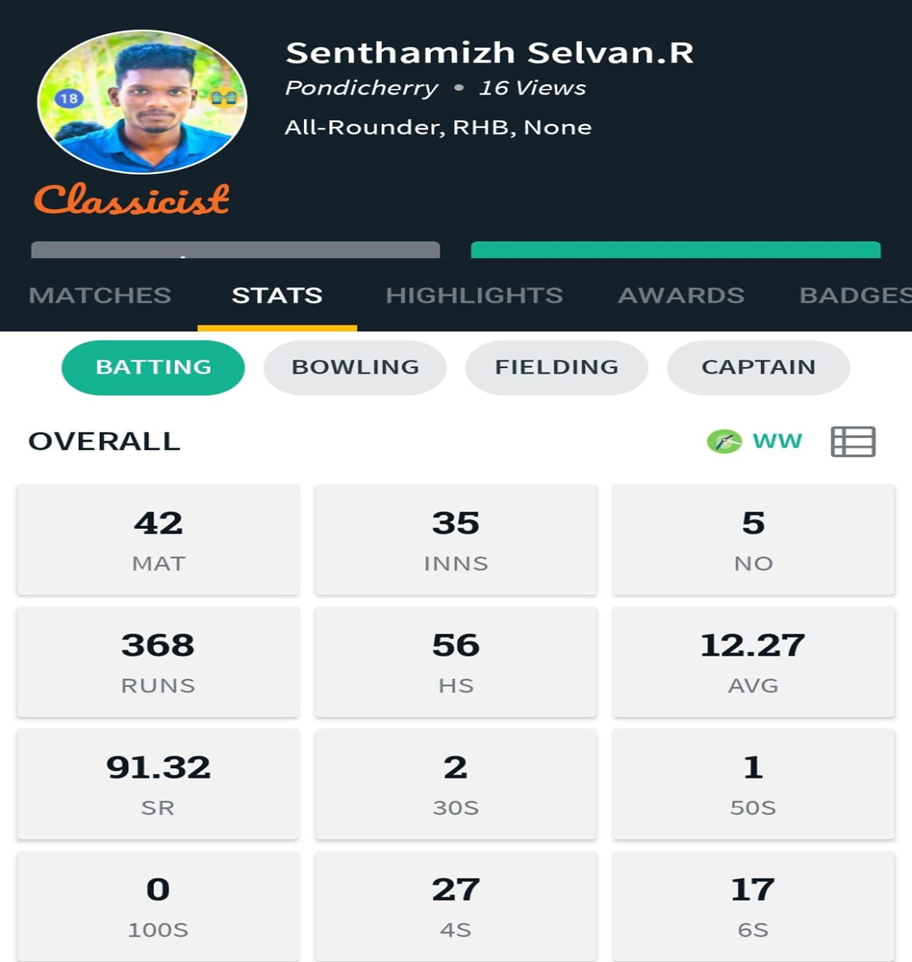 Senthamizh Selvan.R
Pondicherry • 16 Views
All-Rounder, RHB, None
18
Classicist
MATCHES STATS HIGHLIGHTS AWARDS BADGES
BATTING BOWLING FIELDING CAPTAIN
OVERALL WW
42 35 5
MAT INNS NO
368 56 12.27
RUNS HS AVG
91.32 2 1
SR 30S 50S
0 27 17
100S 4S 6S